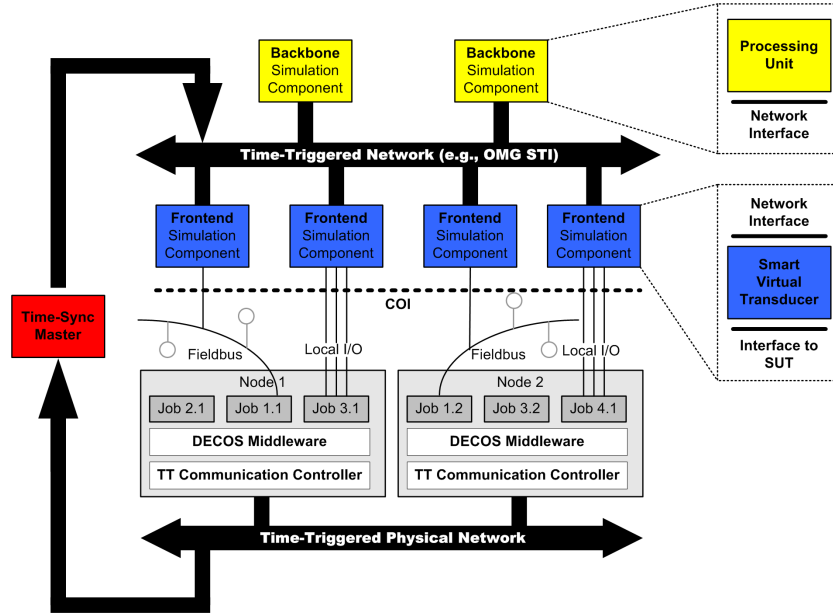 Backbone
Simulation
Component
Backbone
Simulation
Component
Processing
Unit
Network
Interface
Time-Triggered Network (e.g., OMG STI)
Frontend
Simulation
Component
Frontend
Simulation
Component
Frontend
Simulation
Component
Frontend
Simulation
Component
Network
Interface
Smart
Virtual
Transducer
Interface to
SUT
COI
Time-Sync
Master
Fieldbus
Local I/O
Fieldbus
Local I/O
Node 1
Job 2.1
Job 1.1
Job 3.1
DECOS Middleware
TT Communication Controller
Node 2
Job 1.2
Job 3.2
Job 4.1
DECOS Middleware
TT Communication Controller
Time-Triggered Physical Network